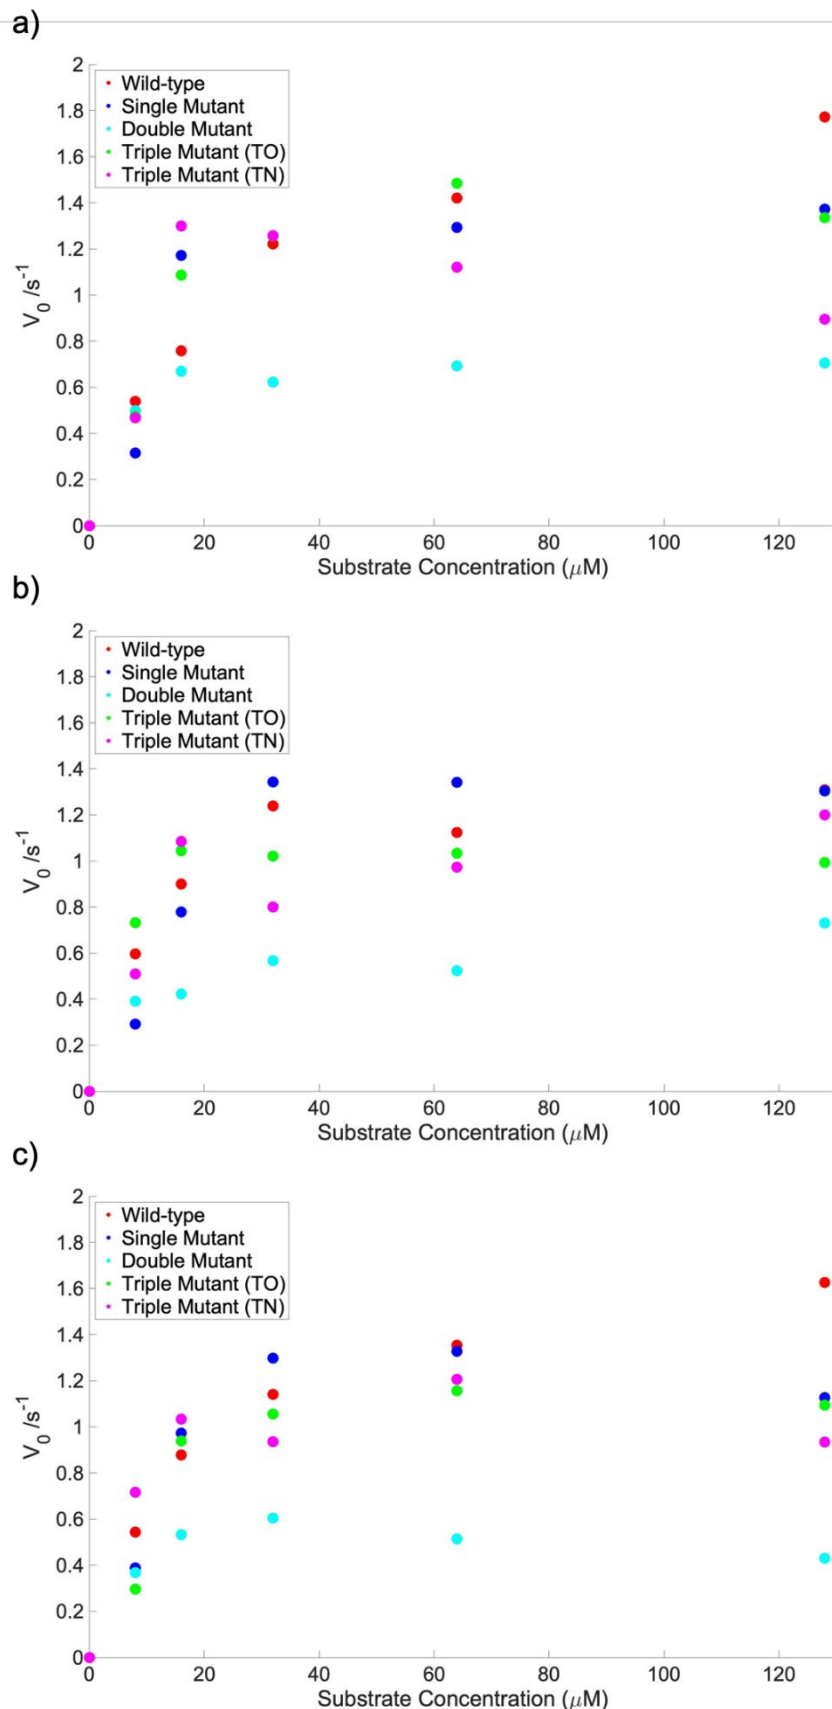 a)
2
1.8
1.6
1.4
1.2
1
0.8
0.6
0.4
0.2
0
V0 /s-1
Wild-type
Single Mutant
Double Mutant
Triple Mutant (TO)
Triple Mutant (TN)
0 20 40 60 80 100 120
Substrate Concentration (μM)
b)
2
1.8
1.6
1.4
1.2
1
0.8
0.6
0.4
0.2
0
V0 /s-1
Wild-type
Single Mutant
Double Mutant
Triple Mutant (TO)
Triple Mutant (TN)
0 20 40 60 80 100 120
Substrate Concentration (μM)
c)
2
1.8
1.6
1.4
1.2
1
0.8
0.6
0.4
0.2
0
V0 /s-1
Wild-type
Single Mutant
Double Mutant
Triple Mutant (TO)
Triple Mutant (TN)
0 20 40 60 80 100 120
Substrate Concentration (μM)